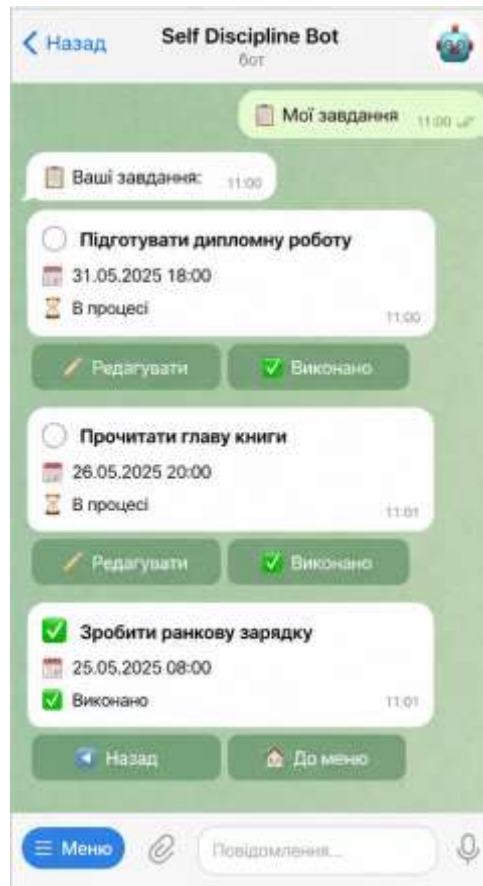 Назад
Self Discipline Bot
бот
📋 Мої завдання 11:00
📋 Ваші завдання: 11:00
Підготувати дипломну роботу
📅 31.05.2025 18:00
⏳ В процесі 11:00
Редагувати ✅ Виконано
Прочитати главу книги
📅 26.05.2025 20:00
⏳ В процесі 11:01
Редагувати ✅ Виконано
✅ Зробити ранкову зарядку
📅 25.05.2025 08:00
✅ Виконано 11:01
◀️ Назад 🏠 До меню
Меню Повідомлення...